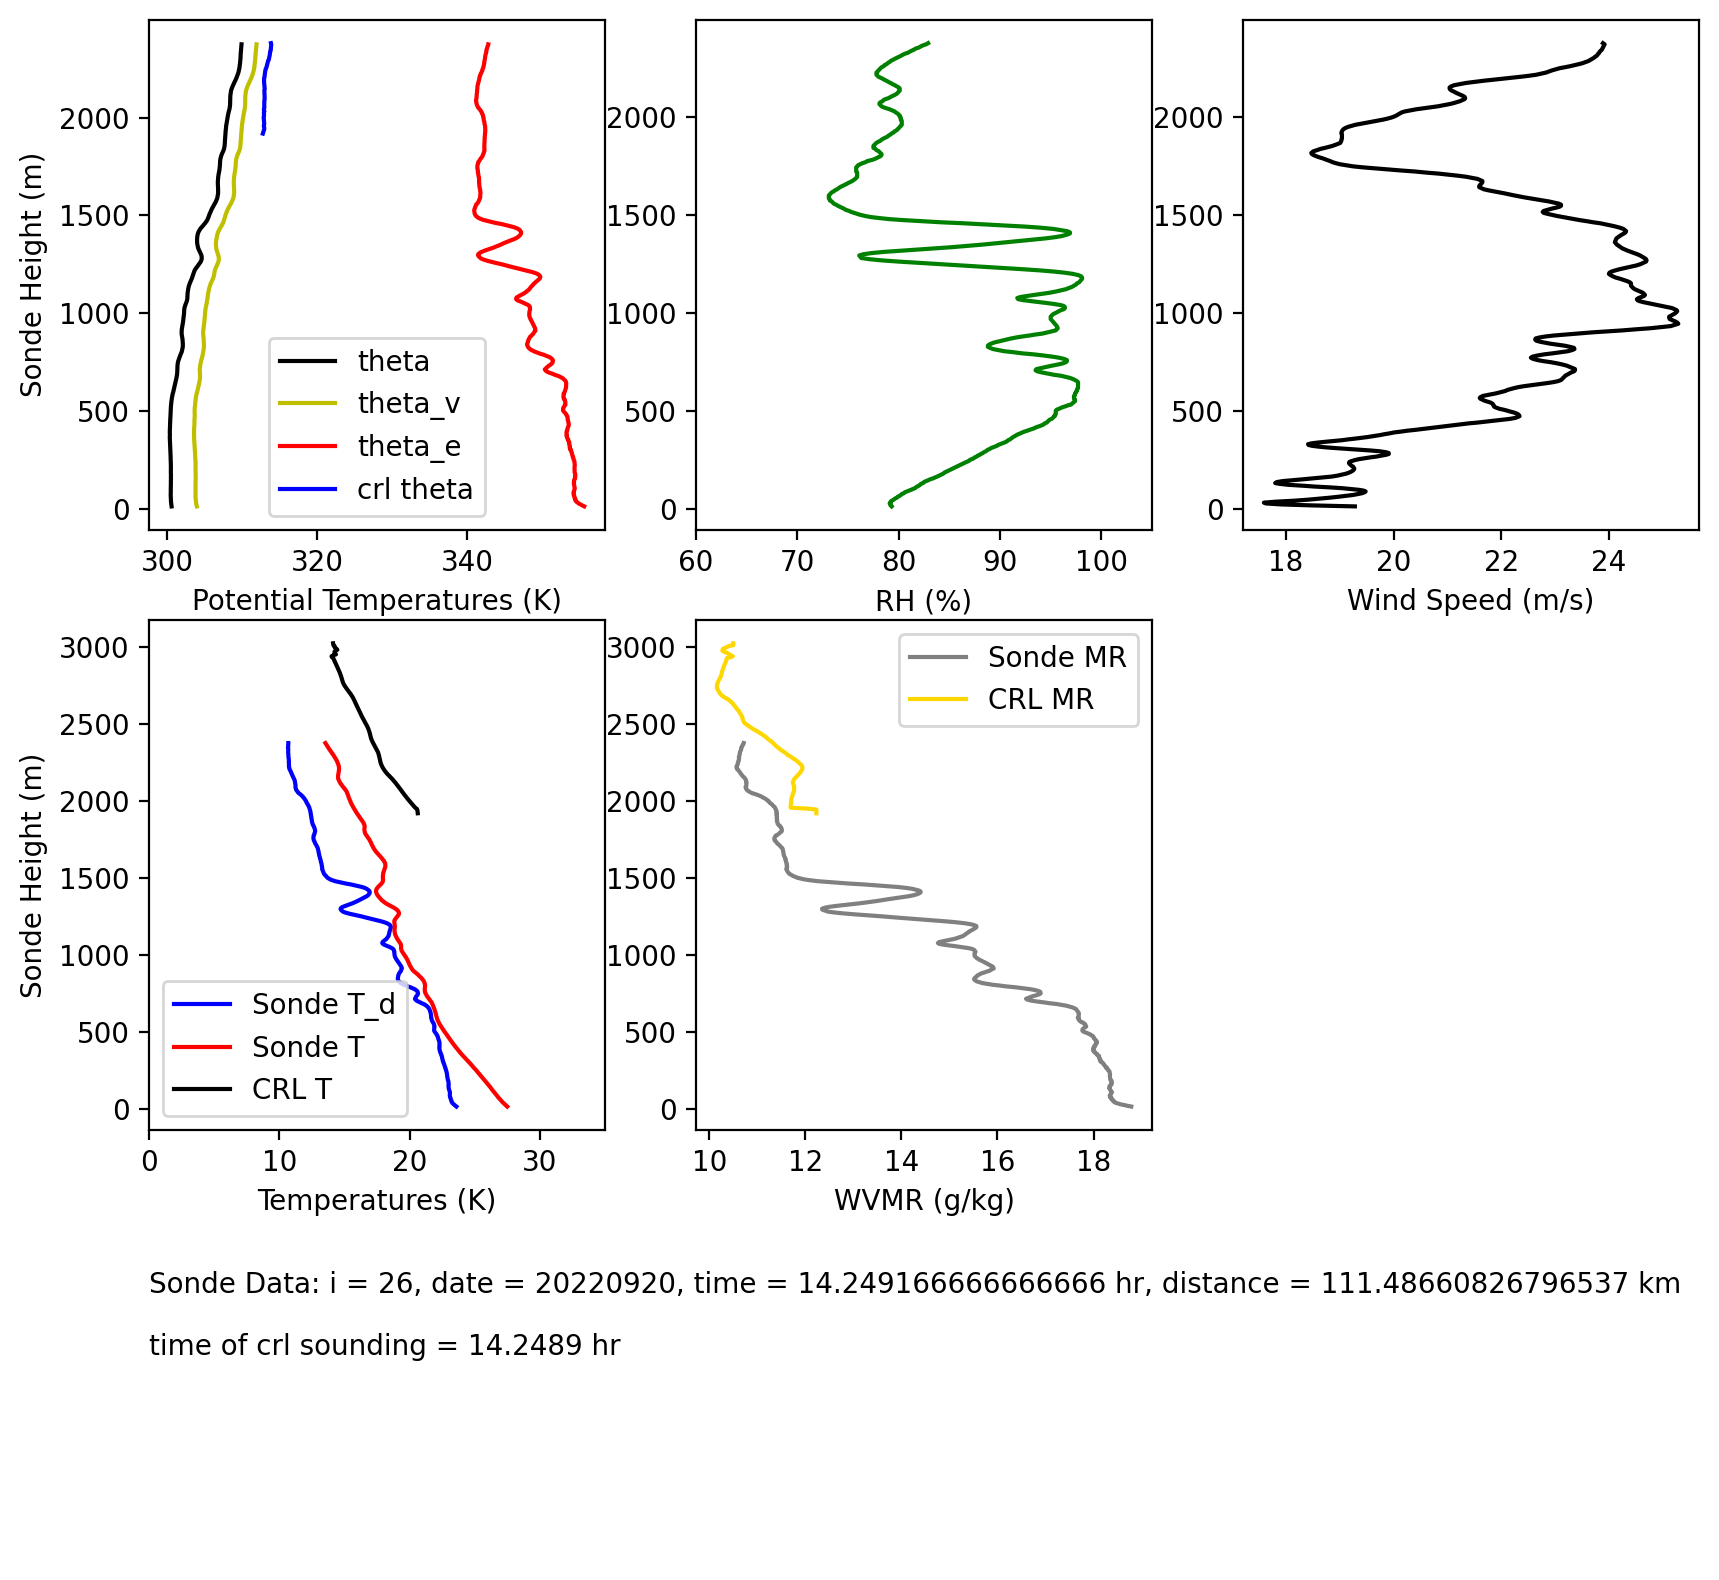 2000
1500
1000
500
0
Sonde Height (m)
300 320 340
Potential Temperatures (K)
theta
theta_v
theta_e
crl theta
2000
1500
1000
500
0
60 70 80 90 100
RH (%)
2000
1500
1000
500
0
18 20 22 24
Wind Speed (m/s)
3000
2500
2000
1500
1000
500
0
Sonde Height (m)
0 10 20 30
Temperatures (K)
Sonde T_d
Sonde T
CRL T
3000
2500
2000
1500
1000
500
0
10 12 14 16 18
WVMR (g/kg)
Sonde MR
CRL MR
Sonde Data: i = 26, date = 20220920, time = 14.249166666666666 hr, distance = 111.48660826796537 km
time of crl sounding = 14.2489 hr